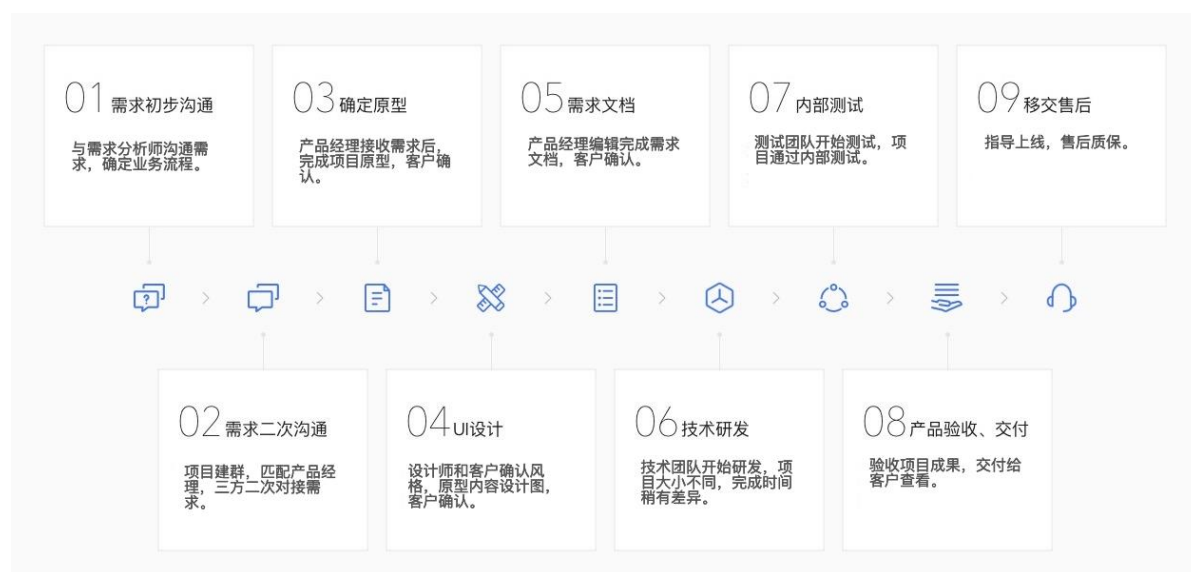 01 需求初步沟通
与需求分析师沟通需
求，确定业务流程。
03 确定原型
产品经理接收需求后，
完成项目原型，客户确
认。
05 需求文档
产品经理编辑完成需求
文档，客户确认。
07 内部测试
测试团队开始测试，项
目通过内部测试。
09 移交售后
指导上线，售后质保。
?
02 需求二次沟通
项目建群，匹配产品经
理，三方二次对接需
求。
04 UI设计
设计师和客户确认风
格，原型内容设计图，
客户确认。
06 技术研发
技术团队开始研发，项
目大小不同，完成时间
稍有差异。
08 产品验收、交付
验收项目成果，交付给
客户查看。